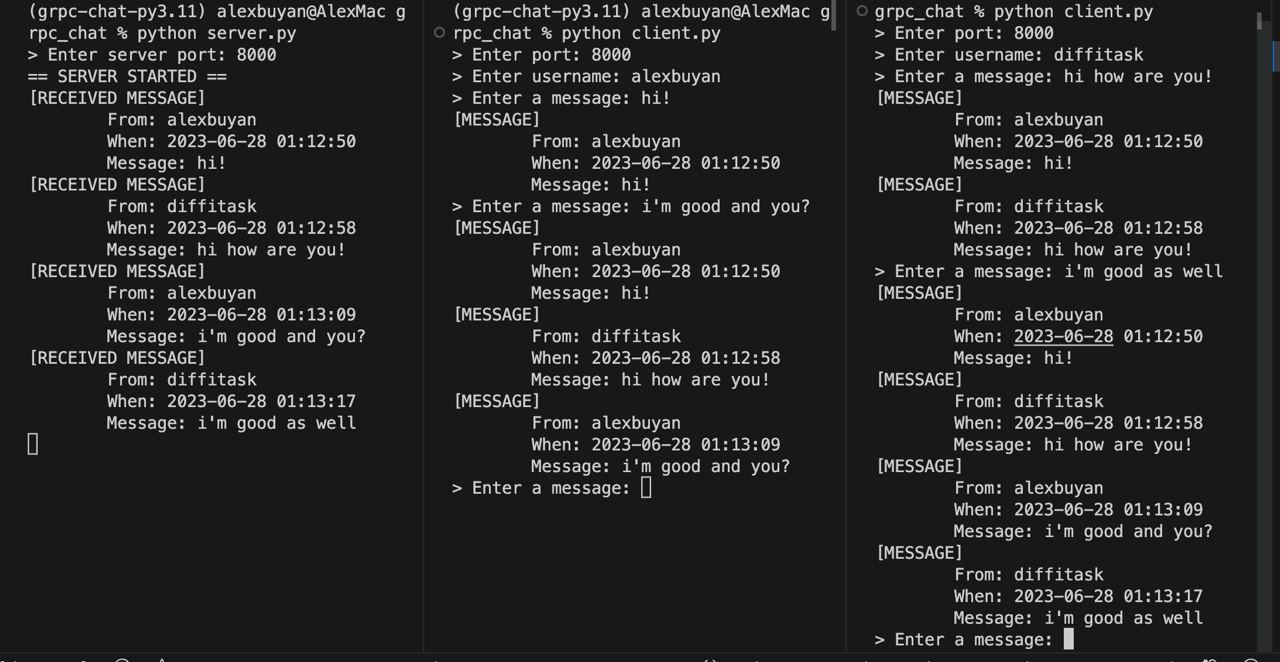 (grpc-chat-py3.11) alexbuyan@AlexMac g
rpc_chat % python server.py
> Enter server port: 8000
== SERVER STARTED ==
[RECEIVED MESSAGE]
From: alexbuyan
When: 2023-06-28 01:12:50
Message: hi!
[RECEIVED MESSAGE]
From: diffitask
When: 2023-06-28 01:12:58
Message: hi how are you!
[RECEIVED MESSAGE]
From: alexbuyan
When: 2023-06-28 01:13:09
Message: i'm good and you?
[RECEIVED MESSAGE]
From: diffitask
When: 2023-06-28 01:13:17
Message: i'm good as well
(grpc-chat-py3.11) alexbuyan@AlexMac g
rpc_chat % python client.py
> Enter port: 8000
> Enter username: alexbuyan
> Enter a message: hi!
[MESSAGE]
From: alexbuyan
When: 2023-06-28 01:12:50
Message: hi!
> Enter a message: i'm good and you?
[MESSAGE]
From: alexbuyan
When: 2023-06-28 01:12:50
Message: hi!
[MESSAGE]
From: diffitask
When: 2023-06-28 01:12:58
Message: hi how are you!
[MESSAGE]
From: alexbuyan
When: 2023-06-28 01:13:09
Message: i'm good and you?
> Enter a message:
grpc_chat % python client.py
> Enter port: 8000
> Enter username: diffitask
> Enter a message: hi how are you!
[MESSAGE]
From: alexbuyan
When: 2023-06-28 01:12:50
Message: hi!
[MESSAGE]
From: diffitask
When: 2023-06-28 01:12:58
Message: hi how are you!
> Enter a message: i'm good as well
[MESSAGE]
From: alexbuyan
When: 2023-06-28 01:12:50
Message: hi!
[MESSAGE]
From: diffitask
When: 2023-06-28 01:12:58
Message: hi how are you!
[MESSAGE]
From: alexbuyan
When: 2023-06-28 01:13:09
Message: i'm good and you?
[MESSAGE]
From: diffitask
When: 2023-06-28 01:13:17
Message: i'm good as well
> Enter a message: